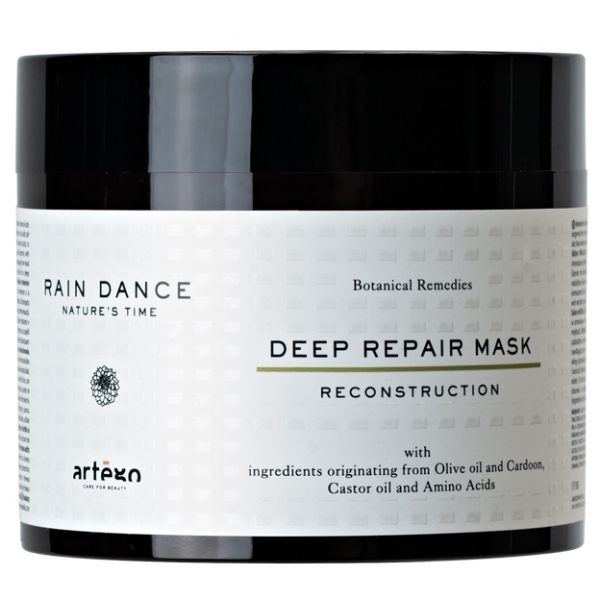 RAIN DANCE
NATURE'S TIME
artègo
CARE FOR BEAUTY
Botanical Remedies
DEEP REPAIR MASK
RECONSTRUCTION
with
ingredients originating from Olive oil and Cardoon,
Castor oil and Amino Acids